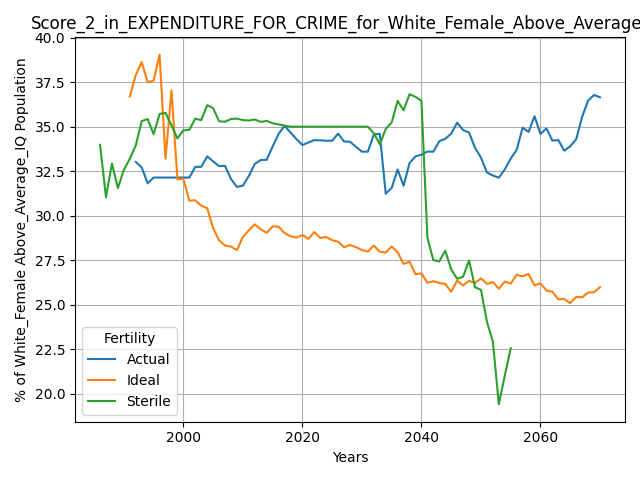 Score_2_in_EXPENDITURE_FOR_CRIME_for_White_Female_Above_Average
% of White_Female Above_Average_IQ Population
40.0
37.5
35.0
32.5
30.0
27.5
25.0
22.5
20.0
Fertility
Actual
Ideal
Sterile
2000 2020 2040 2060
Years